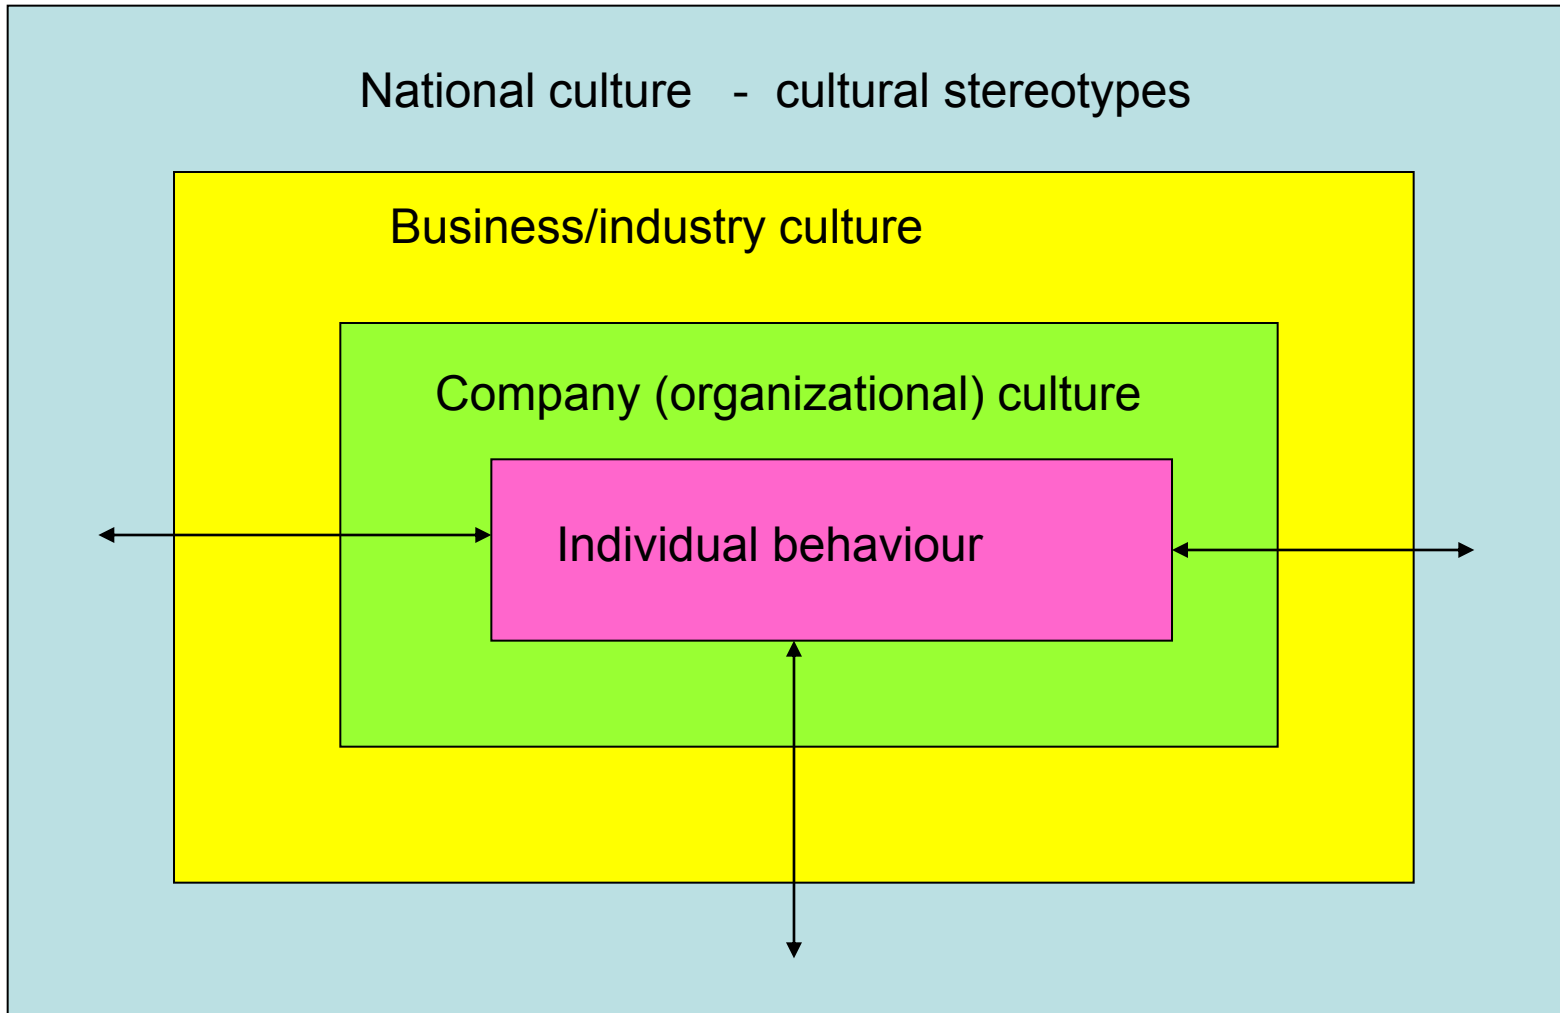 National culture - cultural stereotypes
Business/industry culture
Company (organizational) culture
Individual behaviour